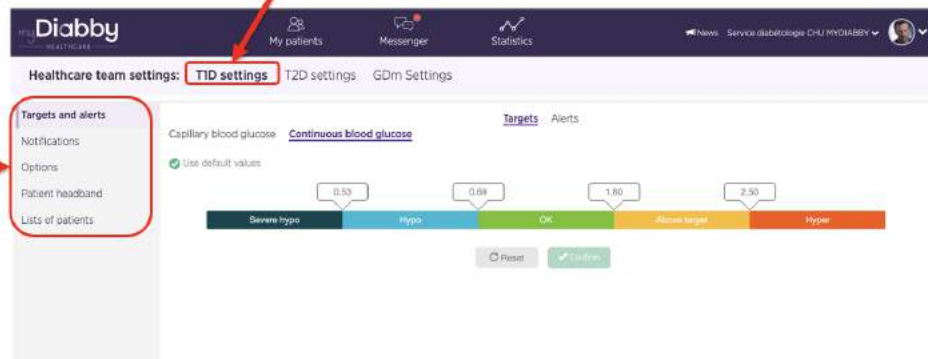 myDiabby
HEALTHCARE
My patients
Messenger
Statistics
News
Service diabétologie CHU MYDIABBY
Healthcare team settings:
T1D settings
T2D settings
GDm Settings
Targets and alerts
Notifications
Options
Patient headband
Lists of patients
Targets
Alerts
Capillary blood glucose
Continuous blood glucose
Use default values
0.53
0.69
1.80
2.50
Severe hypo
Hypo
OK
Above target
Hyper
Reset
Confirm